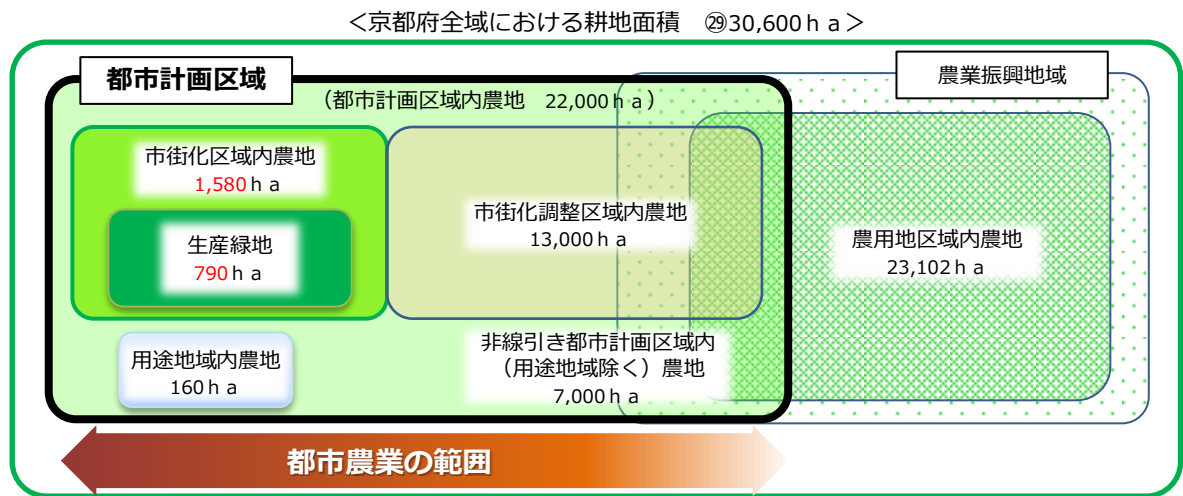 ＜京都府全域における耕地面積　㉙30,600ｈａ＞
都市計画区域
農業振興地域
（都市計画区域内農地　22,000ｈａ）
市街化区域内農地
1,580ｈａ
市街化調整区域内農地
13,000ｈａ
生産緑地
790ｈａ
農用地区域内農地
23,102ｈａ
用途地域内農地
160ｈａ
非線引き都市計画区域内
（用途地域除く）農地
7,000ｈａ
都市農業の範囲